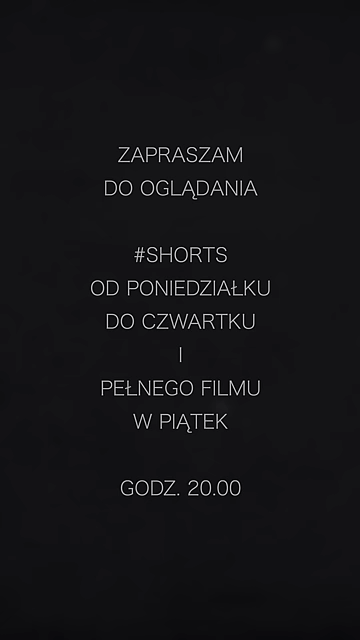 ZAPRASZAM
DO OGLĄDANIA
#SHORTS
OD PONIEDZIAŁKU
DO CZWARTKU
I
PEŁNEGO FILMU
W PIĄTEK
GODZ. 20.00